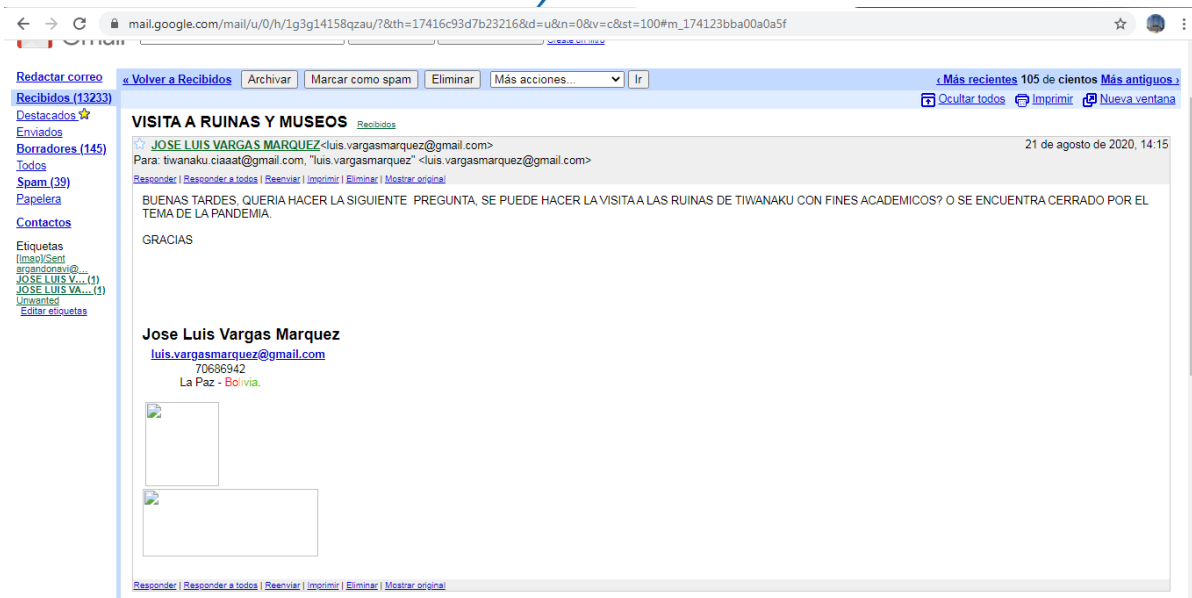 mail.google.com/mail/u/0/h/1g3g14158qzau/?&th=17416c93d7b23216&d=u&n=0&v=c&st=100#m_174123bba00a0a5f
Gmail
Crear un filtro
Redactar correo
Recibidos (13233)
Destacados
Enviados
Borradores (145)
Todos
Spam (39)
Papelera
Contactos
Etiquetas
[Imap]/Sent
argandonavi@...
JOSE LUIS V... (1)
JOSE LUIS VA... (1)
Unwanted
Editar etiquetas
« Volver a Recibidos Archivar Marcar como spam Eliminar Más acciones... Ir ‹ Más recientes 105 de cientos Más antiguos ›
Ocultar todos Imprimir Nueva ventana
VISITA A RUINAS Y MUSEOS Recibidos
JOSE LUIS VARGAS MARQUEZ<luis.vargasmarquez@gmail.com> 21 de agosto de 2020, 14:15
Para: tiwanaku.ciaaat@gmail.com, "luis.vargasmarquez" <luis.vargasmarquez@gmail.com>
Responder | Responder a todos | Reenviar | Imprimir | Eliminar | Mostrar original
BUENAS TARDES, QUERIA HACER LA SIGUIENTE PREGUNTA, SE PUEDE HACER LA VISITA A LAS RUINAS DE TIWANAKU CON FINES ACADEMICOS? O SE ENCUENTRA CERRADO POR EL
TEMA DE LA PANDEMIA.
GRACIAS
Jose Luis Vargas Marquez
luis.vargasmarquez@gmail.com
70686942
La Paz - Bolivia.
Responder | Responder a todos | Reenviar | Imprimir | Eliminar | Mostrar original